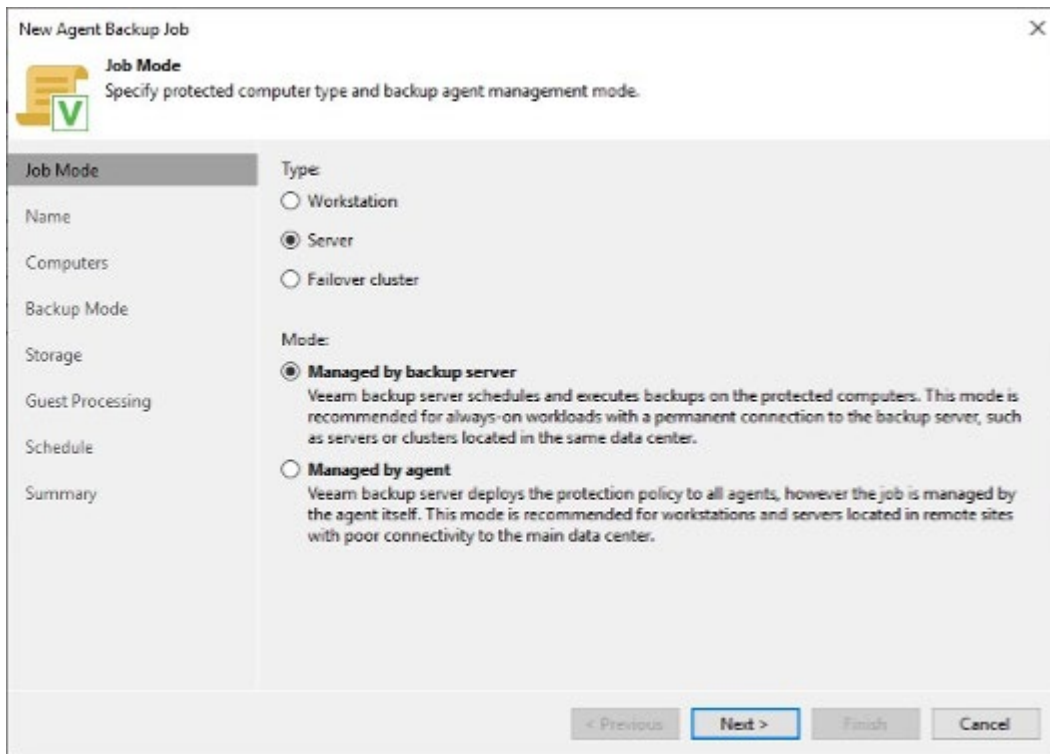 New Agent Backup Job
Job Mode
Specify protected computer type and backup agent management mode.
V
Job Mode
Name
Computers
Backup Mode
Storage
Guest Processing
Schedule
Summary
Type:
Workstation
Server
Failover cluster
Mode:
Managed by backup server
Veeam backup server schedules and executes backups on the protected computers. This mode is
recommended for always-on workloads with a permanent connection to the backup server, such
as servers or clusters located in the same data center.
Managed by agent
Veeam backup server deploys the protection policy to all agents, however the job is managed by
the agent itself. This mode is recommended for workstations and servers located in remote sites
with poor connectivity to the main data center.
< Previous
Next >
Finish
Cancel